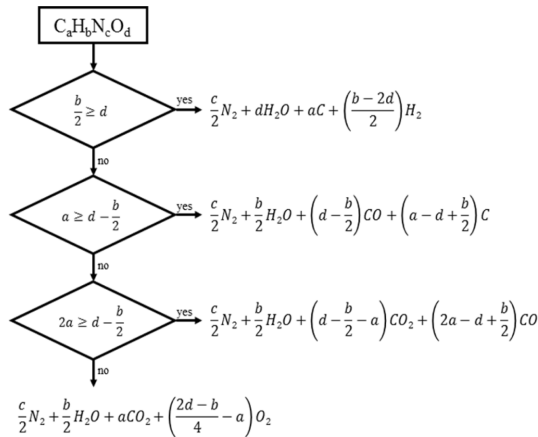 CₐH_bN_cO_d
b/2 ≥ d
yes
c/2 N₂ + dH₂O + aC + ((b − 2d)/2)H₂
no
a ≥ d − b/2
yes
c/2 N₂ + b/2 H₂O + (d − b/2)CO + (a − d + b/2)C
no
2a ≥ d − b/2
yes
c/2 N₂ + b/2 H₂O + (d − b/2 − a)CO₂ + (2a − d + b/2)CO
no
c/2 N₂ + b/2 H₂O + aCO₂ + ((2d − b)/4 − a)O₂